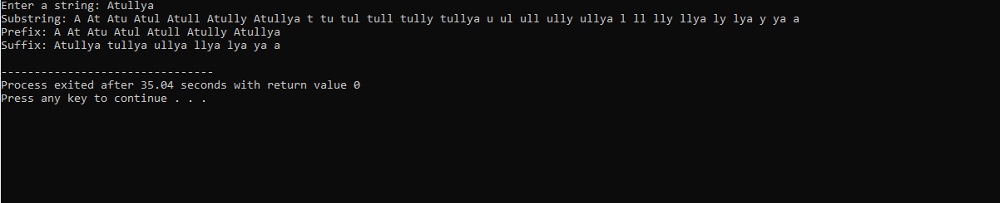 Enter a string: Atullya
Substring: A At Atu Atul Atull Atully Atullya t tu tul tull tully tullya u ul ull ully ullya l ll lly llya ly lya y ya a
Prefix: A At Atu Atul Atull Atully Atullya
Suffix: Atullya tullya ullya llya lya ya a
--------------------------------
Process exited after 35.04 seconds with return value 0
Press any key to continue . . .